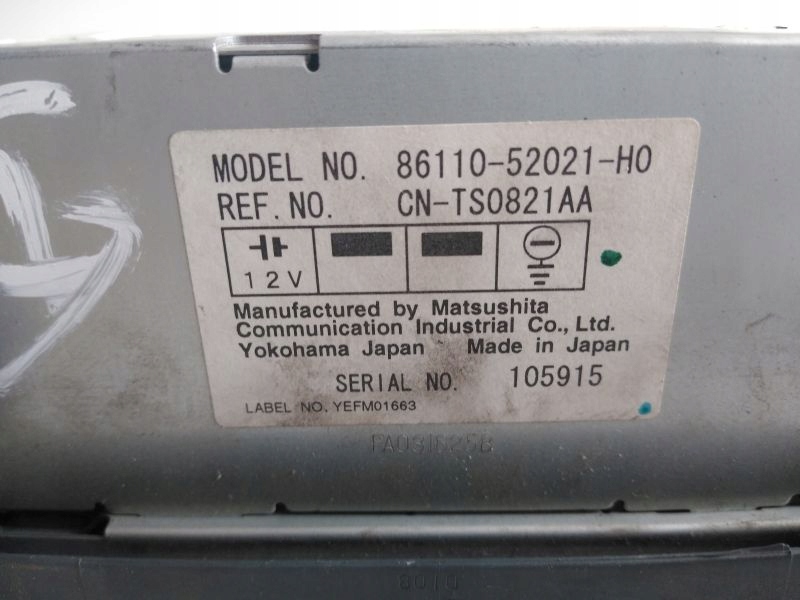 MODEL NO. 86110-52021-H0
REF. NO. CN-TS0821AA
12V
Manufactured by Matsushita
Communication Industrial Co., Ltd.
Yokohama Japan Made in Japan
SERIAL NO. 105915
LABEL NO. YEFM01663